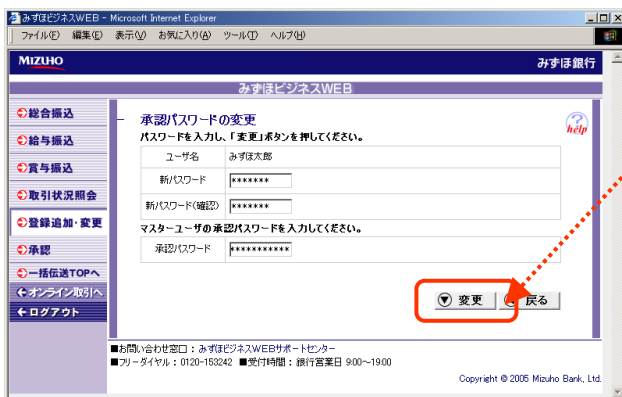 みずほビジネスWEB - Microsoft Internet Explorer
ファイル(F) 編集(E) 表示(V) お気に入り(A) ツール(T) ヘルプ(H)
MIZUHO みずほ銀行
みずほビジネスWEB
総合振込
給与振込
賞与振込
取引状況照会
登録追加・変更
承認
一括伝送TOPへ
オンライン取引へ
ログアウト
承認パスワードの変更
help
パスワードを入力し、「変更」ボタンを押してください。
ユーザ名 みずほ太郎
新パスワード *******
新パスワード(確認) *******
マスターユーザの承認パスワードを入力してください。
承認パスワード ***********
変更 戻る
■お問い合わせ窓口：みずほビジネスWEBサポートセンター
■フリーダイヤル：0120-153242 ■受付時間：銀行営業日 9:00～19:00
Copyright © 2005 Mizuho Bank, Ltd.